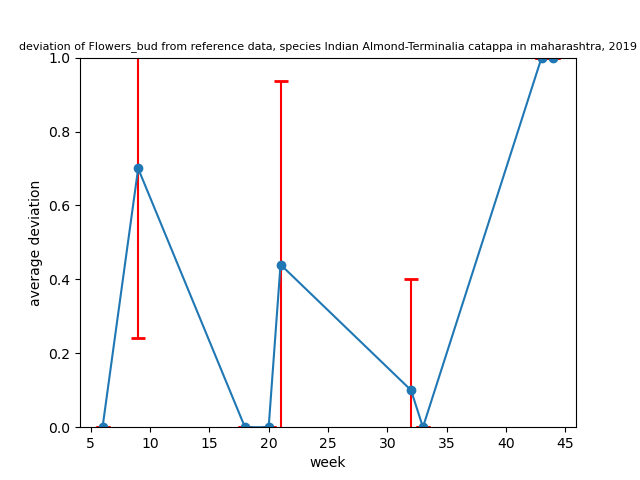 deviation of Flowers_bud from reference data, species Indian Almond-Terminalia catappa in maharashtra, 2019
1.0
0.8
0.6
0.4
0.2
0.0
average deviation
5 10 15 20 25 30 35 40 45
week